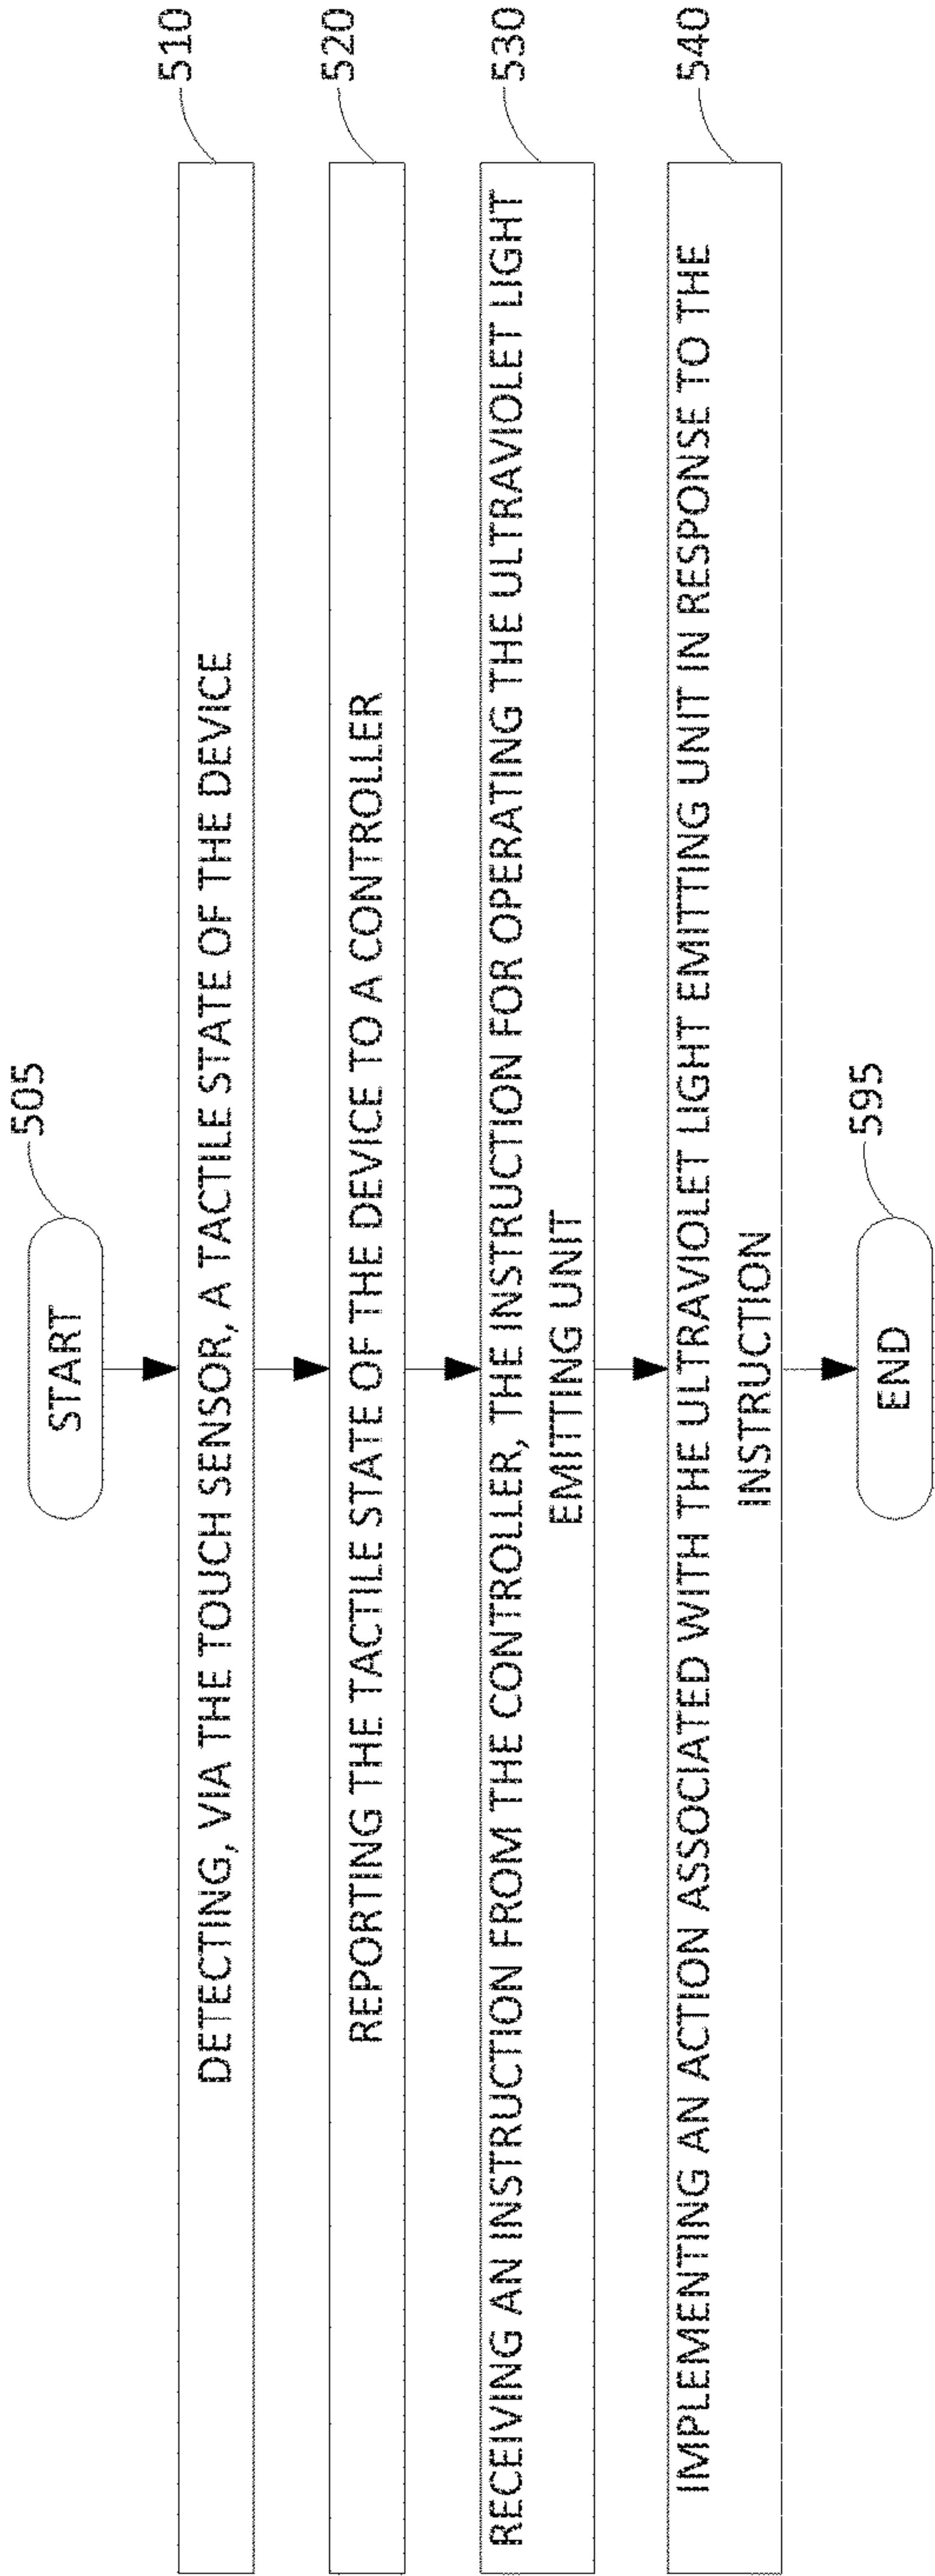 START
505
DETECTING, VIA THE TOUCH SENSOR, A TACTILE STATE OF THE DEVICE
510
REPORTING THE TACTILE STATE OF THE DEVICE TO A CONTROLLER
520
RECEIVING AN INSTRUCTION FROM THE CONTROLLER, THE INSTRUCTION FOR OPERATING THE ULTRAVIOLET LIGHT
EMITTING UNIT
530
IMPLEMENTING AN ACTION ASSOCIATED WITH THE ULTRAVIOLET LIGHT EMITTING UNIT IN RESPONSE TO THE
INSTRUCTION
540
END
595